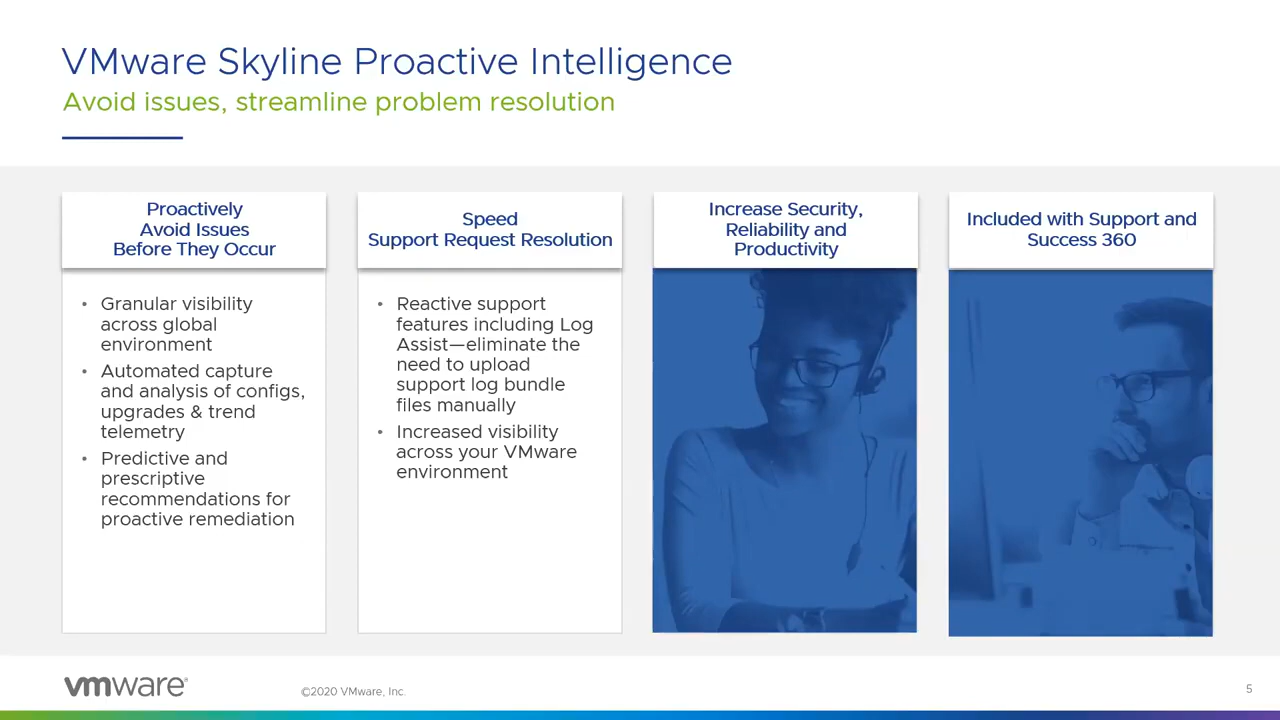 VMware Skyline Proactive Intelligence
Avoid issues, streamline problem resolution
Proactively
Avoid Issues
Before They Occur
• Granular visibility
across global
environment
• Automated capture
and analysis of configs,
upgrades & trend
telemetry
• Predictive and
prescriptive
recommendations for
proactive remediation
Speed
Support Request Resolution
• Reactive support
features including Log
Assist—eliminate the
need to upload
support log bundle
files manually
• Increased visibility
across your VMware
environment
Increase Security,
Reliability and
Productivity
Included with Support and
Success 360
vmware®
©2020 VMware, Inc.
5